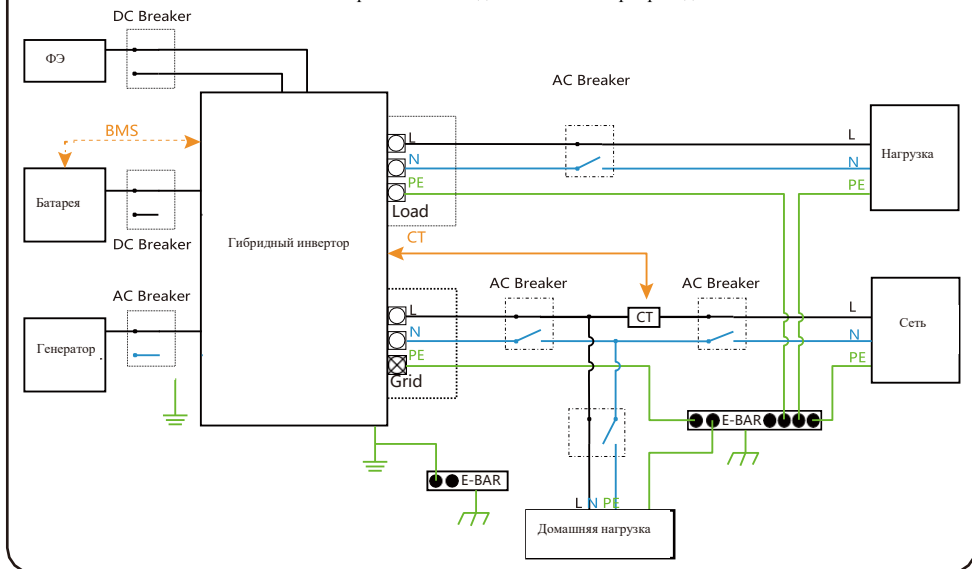 DC Breaker
ФЭ
AC Breaker
BMS
L
N
PE
Load
L
N
PE
Нагрузка
Батарея
DC Breaker
Гибридный инвертор
CT
AC Breaker
AC Breaker
AC Breaker
Генератор
L
N
PE
Grid
CT
L
N
PE
Сеть
E-BAR
E-BAR
L N PE
Домашняя нагрузка